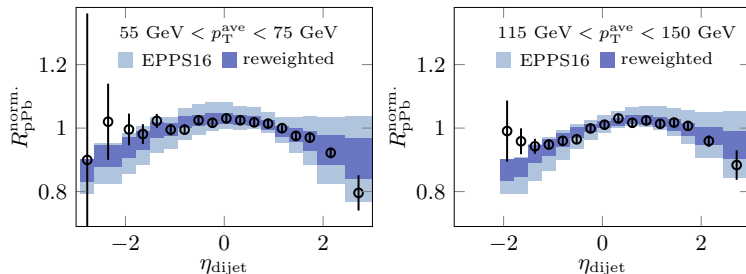 55 GeV < p_T^ave < 75 GeV
EPPS16 reweighted
1.2
1
0.8
R_pPb^norm.
−2 0 2
η_dijet
115 GeV < p_T^ave < 150 GeV
EPPS16 reweighted
1.2
1
0.8
R_pPb^norm.
−2 0 2
η_dijet